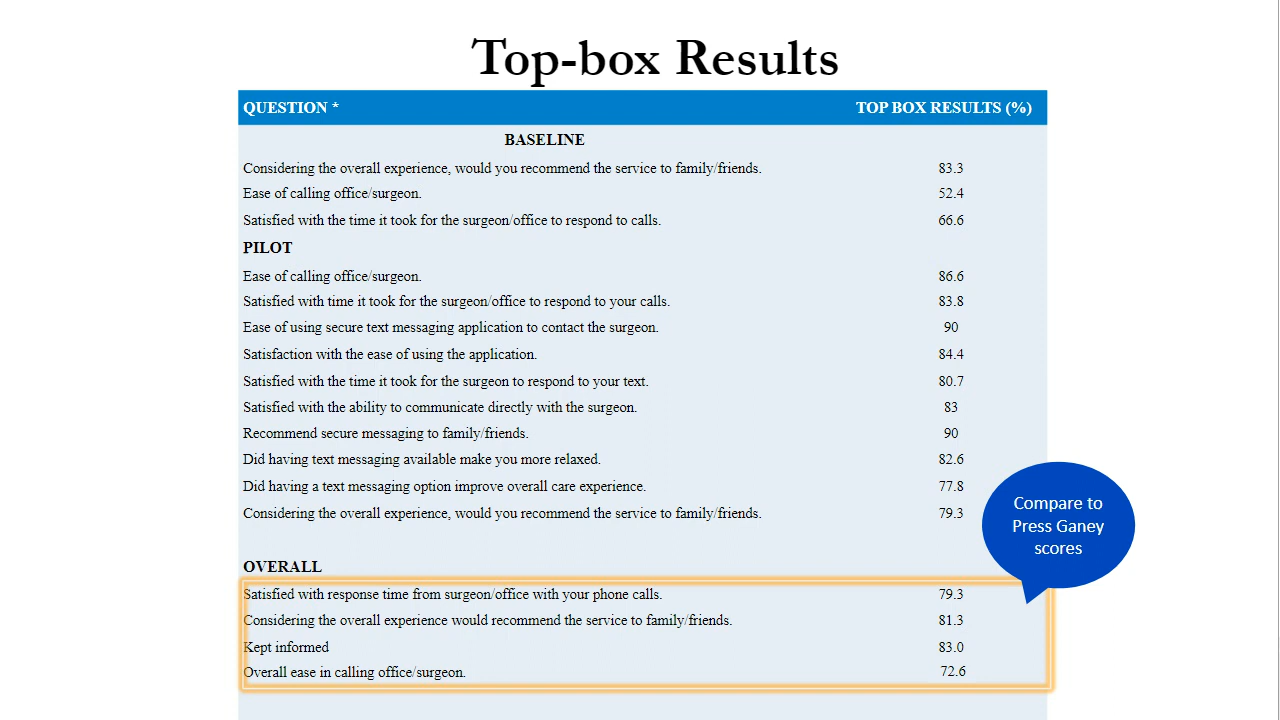 Top-box Results
QUESTION * TOP BOX RESULTS (%)
BASELINE
Considering the overall experience, would you recommend the service to family/friends. 83.3
Ease of calling office/surgeon. 52.4
Satisfied with the time it took for the surgeon/office to respond to calls. 66.6
PILOT
Ease of calling office/surgeon. 86.6
Satisfied with time it took for the surgeon/office to respond to your calls. 83.8
Ease of using secure text messaging application to contact the surgeon. 90
Satisfaction with the ease of using the application. 84.4
Satisfied with the time it took for the surgeon to respond to your text. 80.7
Satisfied with the ability to communicate directly with the surgeon. 83
Recommend secure messaging to family/friends. 90
Did having text messaging available make you more relaxed. 82.6
Did having a text messaging option improve overall care experience. 77.8
Considering the overall experience, would you recommend the service to family/friends. 79.3
Compare to
Press Ganey
scores
OVERALL
Satisfied with response time from surgeon/office with your phone calls. 79.3
Considering the overall experience would recommend the service to family/friends. 81.3
Kept informed 83.0
Overall ease in calling office/surgeon. 72.6